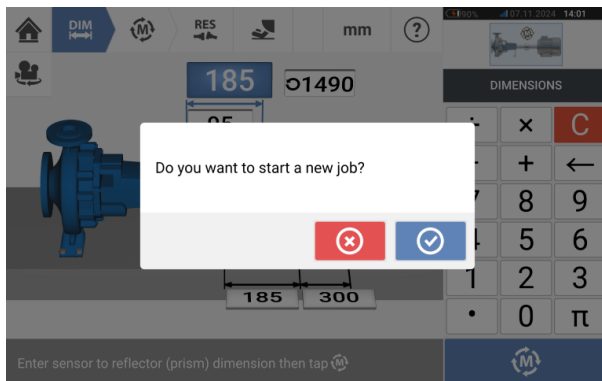 DIM
M
RES
mm
?
90%
07.11.2024 14:01
185
1490
DIMENSIONS
÷ × C
Do you want to start a new job?
+ ←
8 9
5 6
1 2 3
185 300
• 0 π
Enter sensor to reflector (prism) dimension then tap M
M